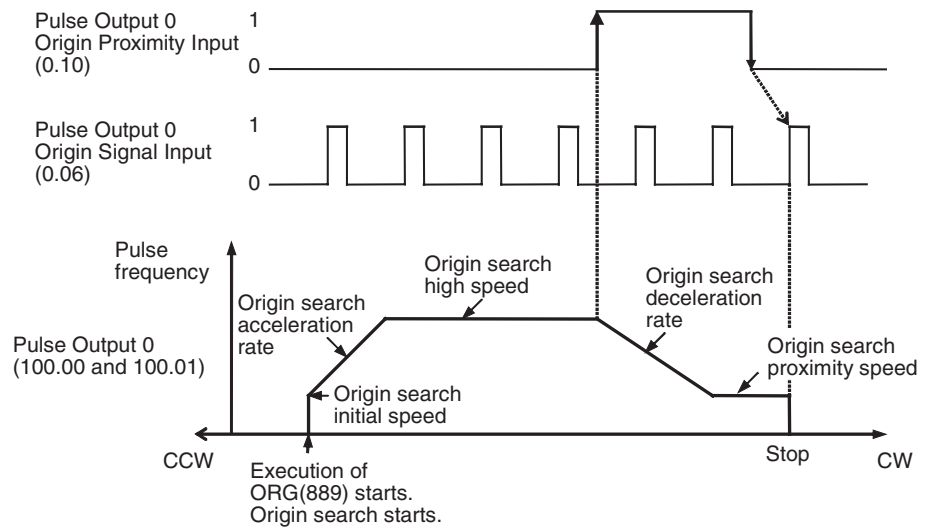 Pulse Output 0
Origin Proximity Input
(0.10)
1
0
Pulse Output 0
Origin Signal Input
(0.06)
1
0
Pulse
frequency
Origin search
acceleration
rate
Origin search
high speed
Origin search
deceleration
rate
Pulse Output 0
(100.00 and 100.01)
Origin search
proximity speed
Origin search
initial speed
CCW
Stop
CW
Execution of
ORG(889) starts.
Origin search starts.